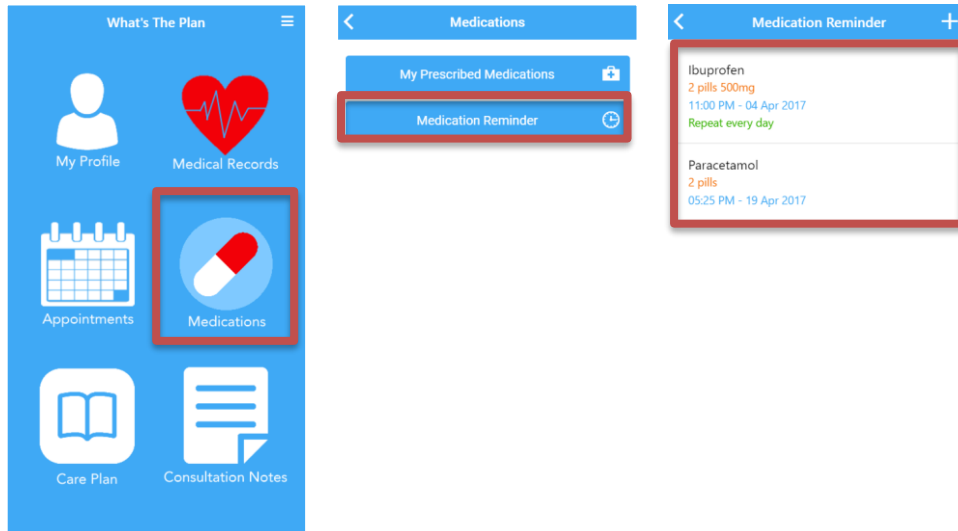 What's The Plan
My Profile
Medical Records
Appointments
Medications
Care Plan
Consultation Notes
Medications
My Prescribed Medications
Medication Reminder
Medication Reminder
Ibuprofen
2 pills 500mg
11:00 PM - 04 Apr 2017
Repeat every day
Paracetamol
2 pills
05:25 PM - 19 Apr 2017